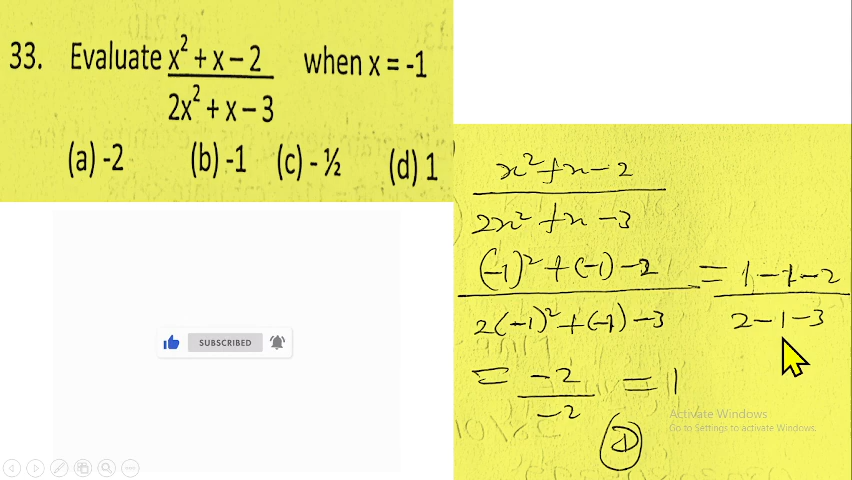 33. Evaluate x² + x – 2 when x = -1
2x² + x – 3
(a) -2 (b) -1 (c) - ½ (d) 1
x² + x – 2
2x² + x – 3
(-1)² + (-1) – 2 = 1 – 1 – 2
2(-1)² + (-1) – 3 2 – 1 – 3
= -2 = 1
-2
D
SUBSCRIBED
Activate Windows
Go to Settings to activate Windows.